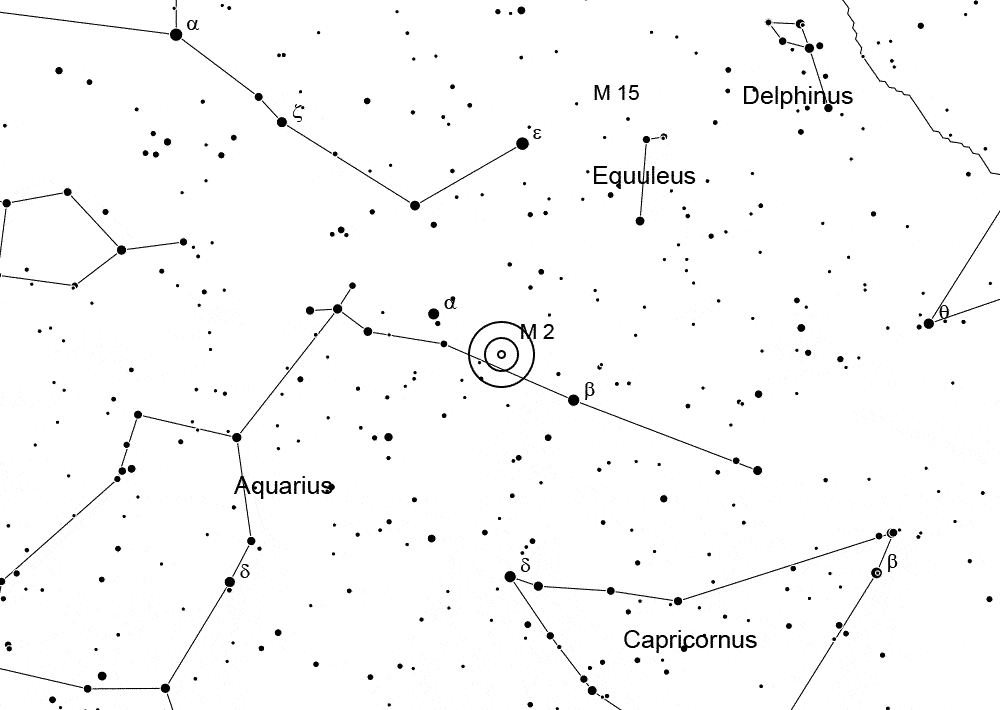 α
ζ
ε
M 15
Delphinus
Equuleus
α
M 2
θ
β
Aquarius
δ
δ
β
Capricornus